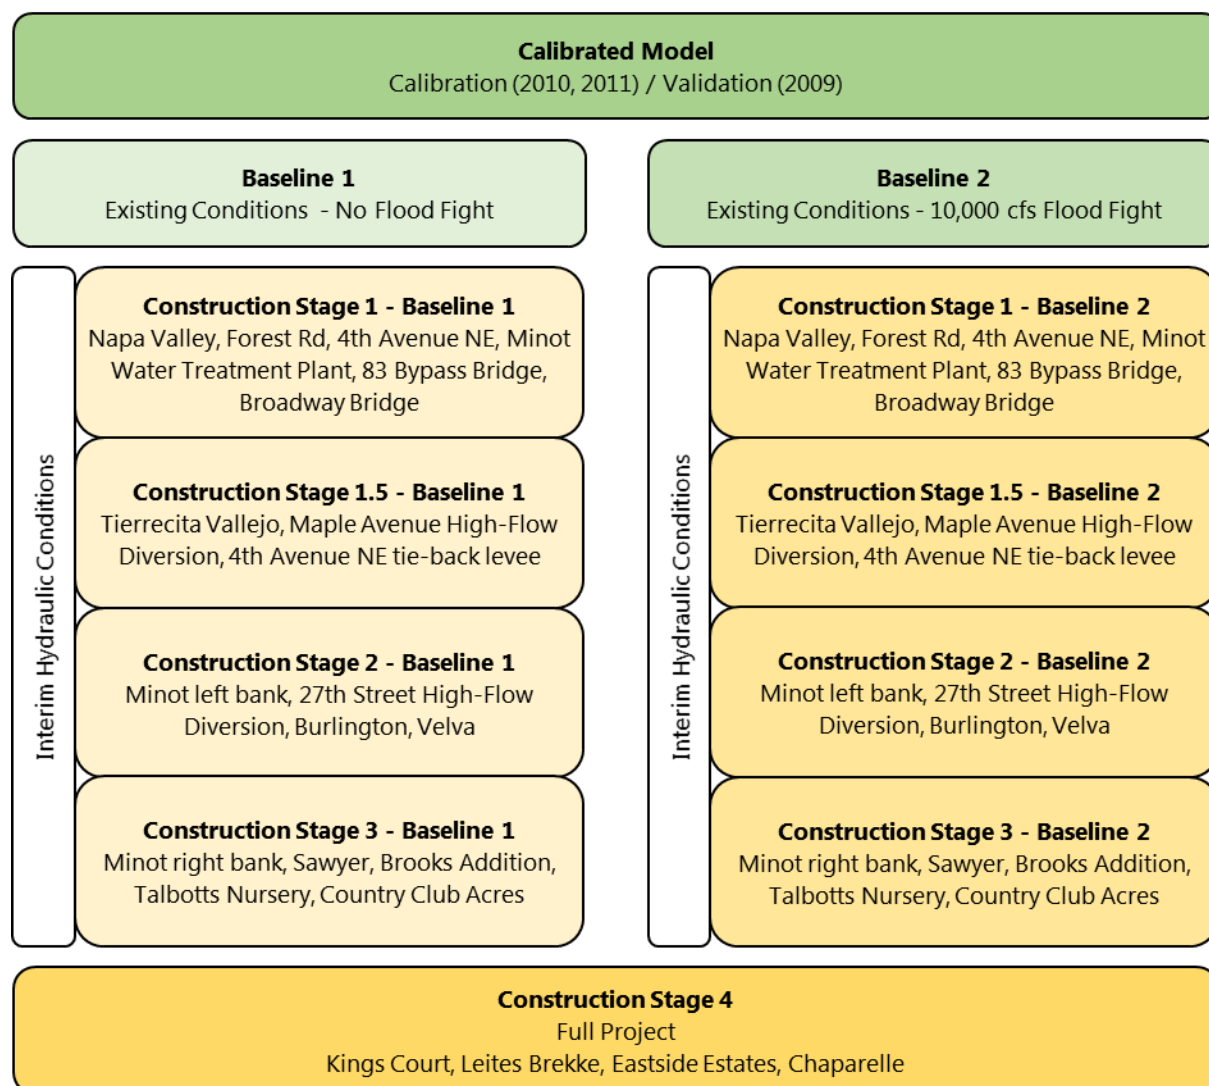 Calibrated Model
Calibration (2010, 2011) / Validation (2009)
Baseline 1
Existing Conditions - No Flood Fight
Baseline 2
Existing Conditions - 10,000 cfs Flood Fight
Interim Hydraulic Conditions
Construction Stage 1 - Baseline 1
Napa Valley, Forest Rd, 4th Avenue NE, Minot
Water Treatment Plant, 83 Bypass Bridge,
Broadway Bridge
Construction Stage 1.5 - Baseline 1
Tierrecita Vallejo, Maple Avenue High-Flow
Diversion, 4th Avenue NE tie-back levee
Construction Stage 2 - Baseline 1
Minot left bank, 27th Street High-Flow
Diversion, Burlington, Velva
Construction Stage 3 - Baseline 1
Minot right bank, Sawyer, Brooks Addition,
Talbotts Nursery, Country Club Acres
Interim Hydraulic Conditions
Construction Stage 1 - Baseline 2
Napa Valley, Forest Rd, 4th Avenue NE, Minot
Water Treatment Plant, 83 Bypass Bridge,
Broadway Bridge
Construction Stage 1.5 - Baseline 2
Tierrecita Vallejo, Maple Avenue High-Flow
Diversion, 4th Avenue NE tie-back levee
Construction Stage 2 - Baseline 2
Minot left bank, 27th Street High-Flow
Diversion, Burlington, Velva
Construction Stage 3 - Baseline 2
Minot right bank, Sawyer, Brooks Addition,
Talbotts Nursery, Country Club Acres
Construction Stage 4
Full Project
Kings Court, Leites Brekke, Eastside Estates, Chaparelle